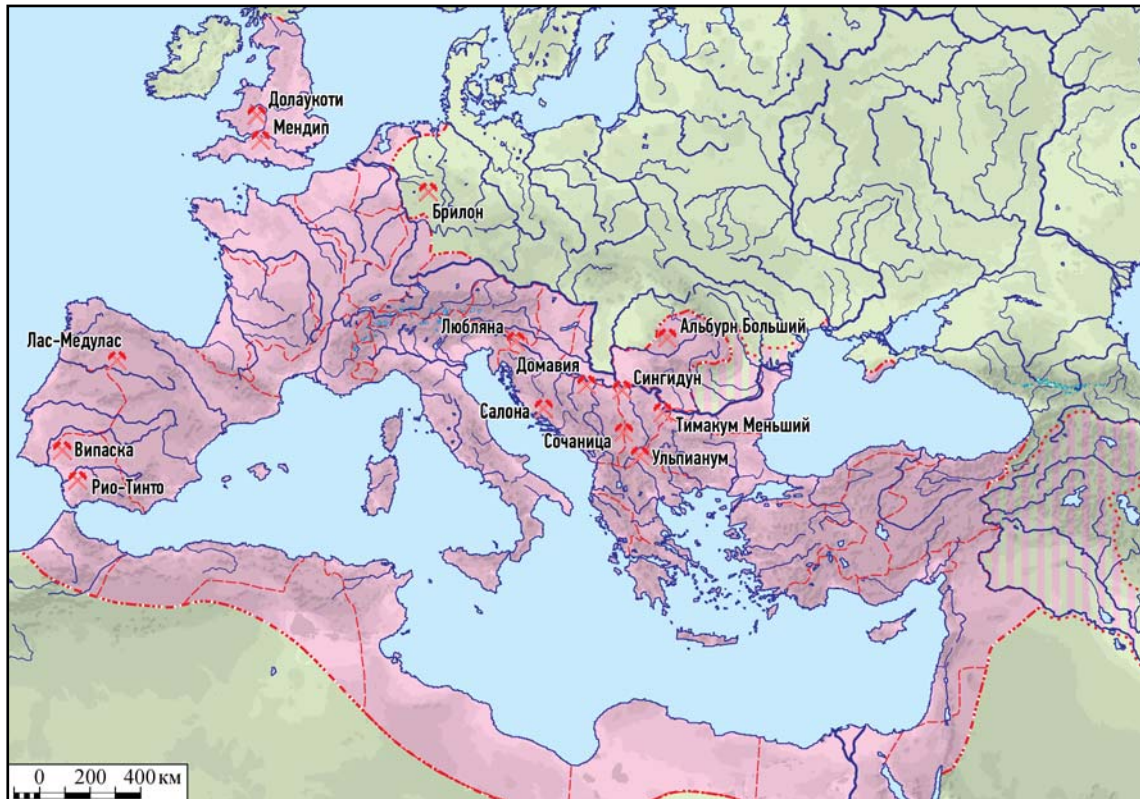 Долаукоти
Мендип
Брилон
Альбурн Больший
Любляна
Лас-Медулас
Домавия
Сингидун
Салона
Тимакум Меньший
Сочаница
Випаска
Ульпианум
Рио-Тинто
0 200 400 км